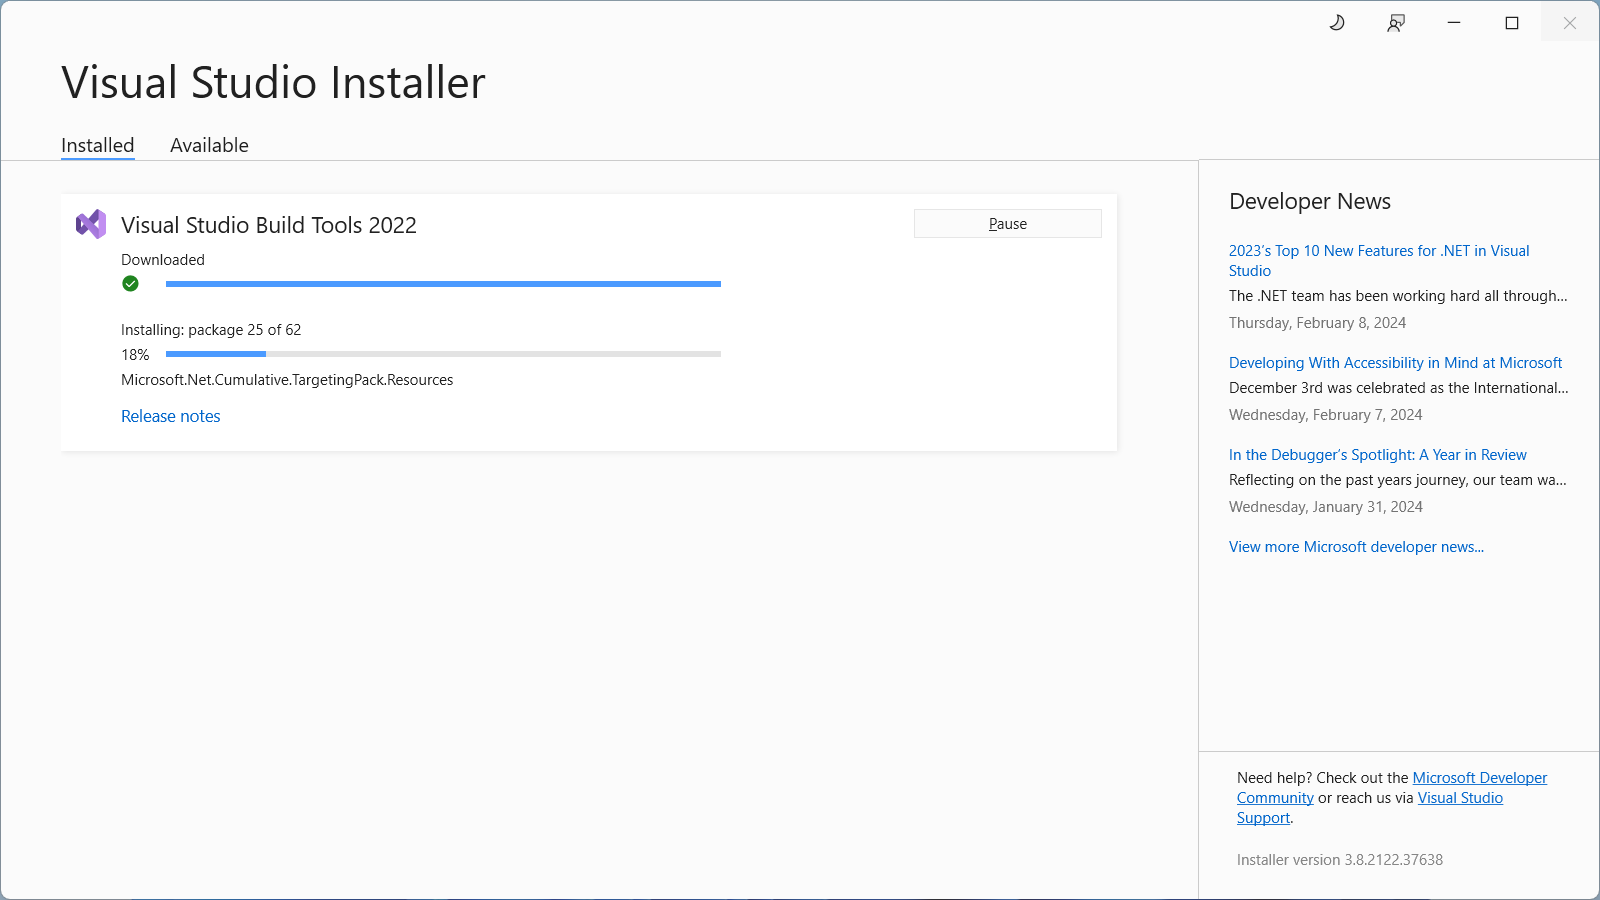 Visual Studio Installer
Installed
Available
Visual Studio Build Tools 2022
Pause
Downloaded
Installing: package 25 of 62
18%
Microsoft.Net.Cumulative.TargetingPack.Resources
Release notes
Developer News
2023's Top 10 New Features for .NET in Visual
Studio
The .NET team has been working hard all through...
Thursday, February 8, 2024
Developing With Accessibility in Mind at Microsoft
December 3rd was celebrated as the International...
Wednesday, February 7, 2024
In the Debugger's Spotlight: A Year in Review
Reflecting on the past years journey, our team wa...
Wednesday, January 31, 2024
View more Microsoft developer news...
Need help? Check out the Microsoft Developer
Community or reach us via Visual Studio
Support.
Installer version 3.8.2122.37638